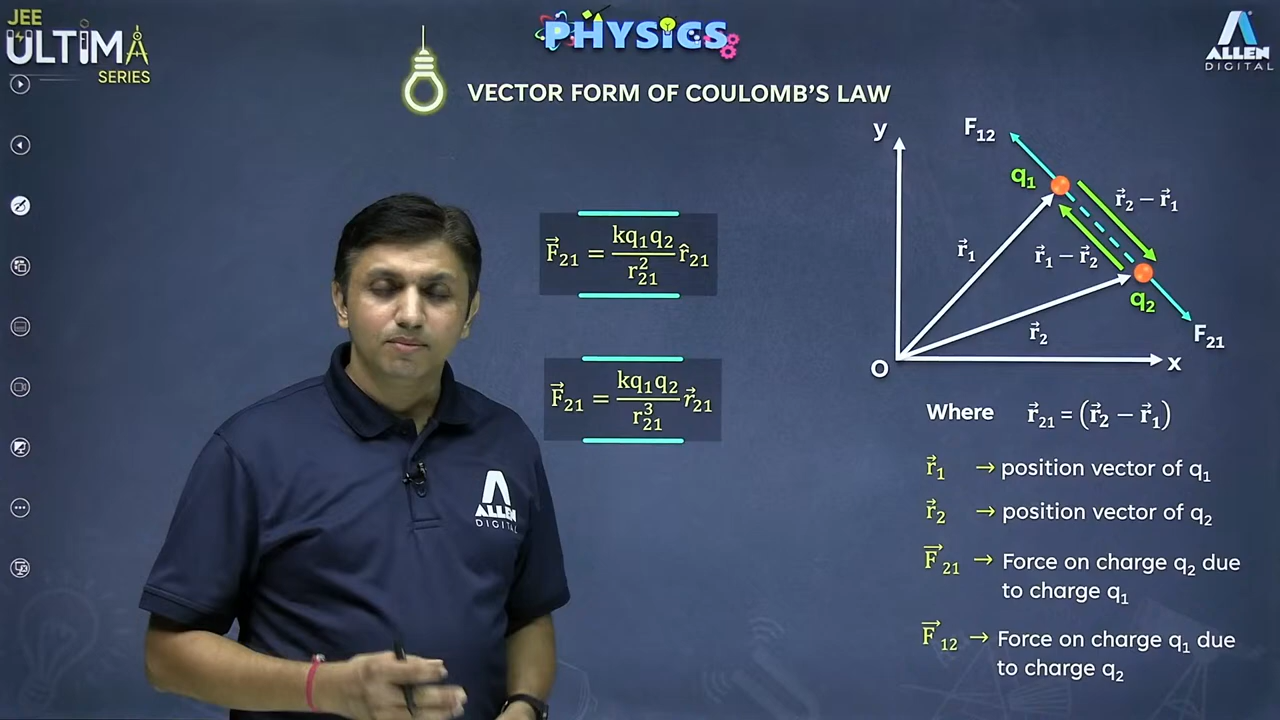 JEE
ULTIMA
SERIES
PHYSICS
ALLEN
DIGITAL
VECTOR FORM OF COULOMB'S LAW
F⃗₂₁ = kq₁q₂ / r₂₁² r̂₂₁
F⃗₂₁ = kq₁q₂ / r₂₁³ r⃗₂₁
y
F₁₂
q₁
r⃗₂ − r⃗₁
r⃗₁
r⃗₁ − r⃗₂
q₂
r⃗₂
F₂₁
O
x
Where r⃗₂₁ = (r⃗₂ − r⃗₁)
r⃗₁ → position vector of q₁
r⃗₂ → position vector of q₂
F⃗₂₁ → Force on charge q₂ due
to charge q₁
F⃗₁₂ → Force on charge q₁ due
to charge q₂
ALLEN
DIGITAL